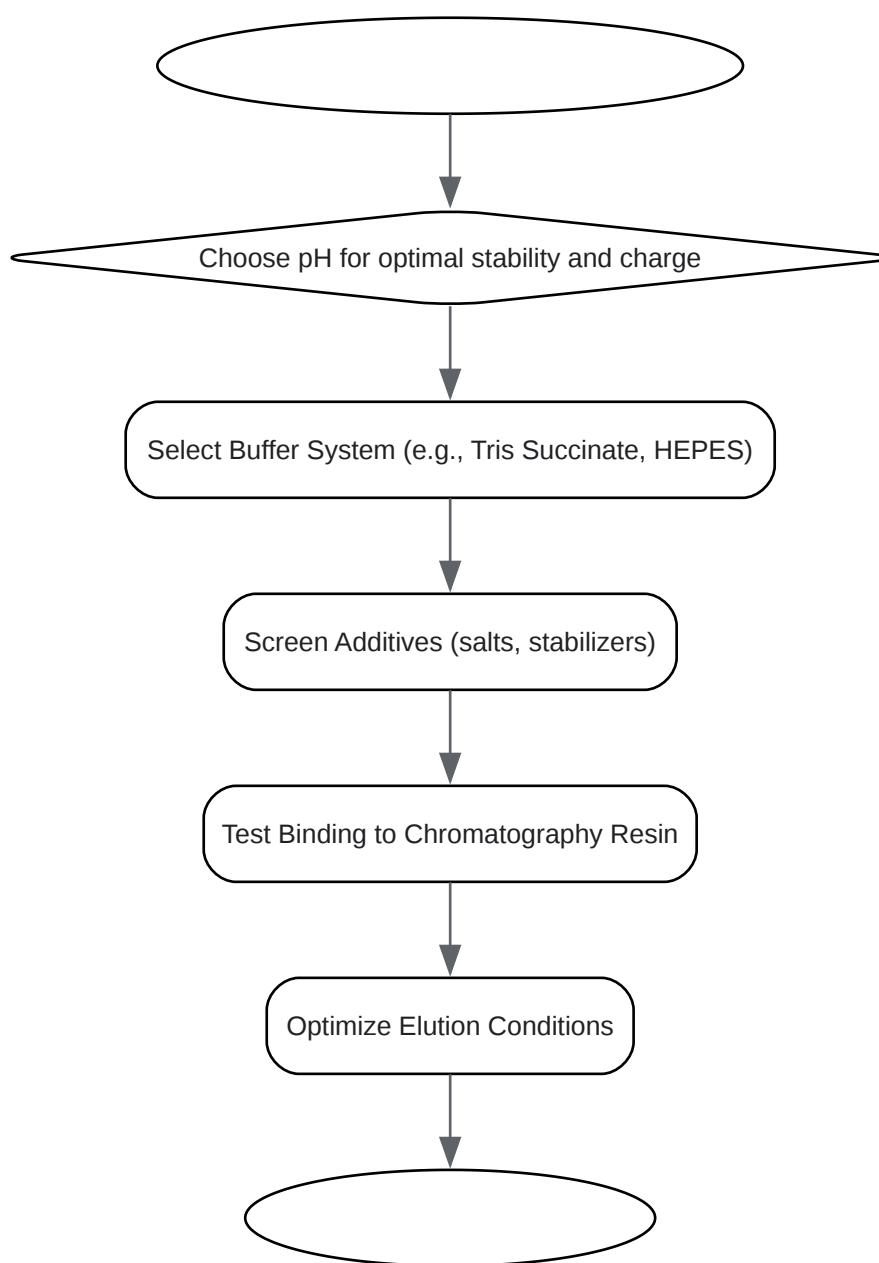 Choose pH for optimal stability and charge
Select Buffer System (e.g., Tris Succinate, HEPES)
Screen Additives (salts, stabilizers)
Test Binding to Chromatography Resin
Optimize Elution Conditions